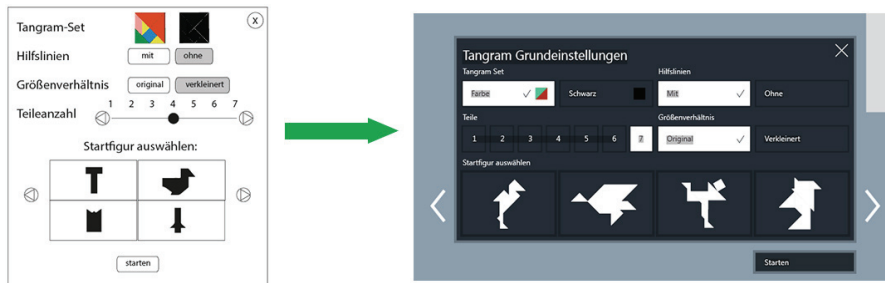 Tangram-Set
x
Hilfslinien
mit ohne
Größenverhältnis
original verkleinert
Teileanzahl
1 2 3 4 5 6 7
Startfigur auswählen:
starten
Tangram Grundeinstellungen
Tangram Set Hilfslinien
Farbe Schwarz Mit Ohne
Teile Größenverhältnis
1 2 3 4 5 6 7 Original Verkleinert
Startfigur auswählen
Starten